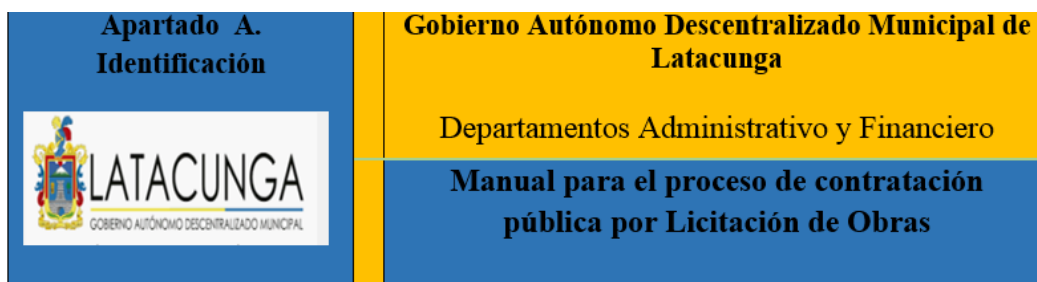 Apartado A.
Identificación
LATACUNGA
GOBIERNO AUTÓNOMO DESCENTRALIZADO MUNICIPAL
Gobierno Autónomo Descentralizado Municipal de
Latacunga
Departamentos Administrativo y Financiero
Manual para el proceso de contratación
pública por Licitación de Obras